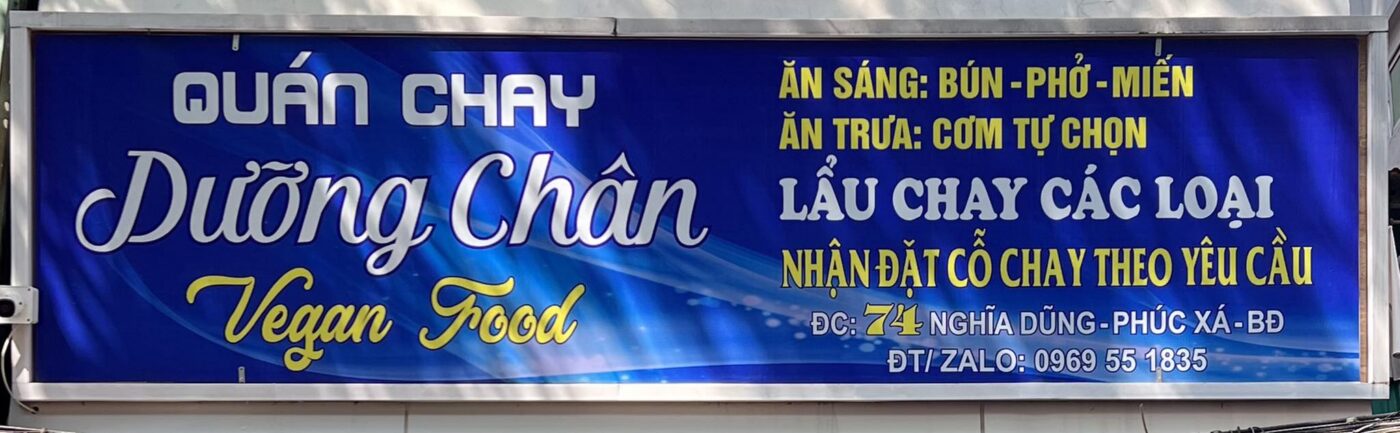 QUÁN CHAY
Dưỡng Chân
Vegan Food
ĂN SÁNG: BÚN - PHỞ - MIẾN
ĂN TRƯA: CƠM TỰ CHỌN
LẨU CHAY CÁC LOẠI
NHẬN ĐẶT CỖ CHAY THEO YÊU CẦU
ĐC: 74 NGHĨA DŨNG - PHÚC XÁ - BĐ
ĐT/ ZALO: 0969 55 1835